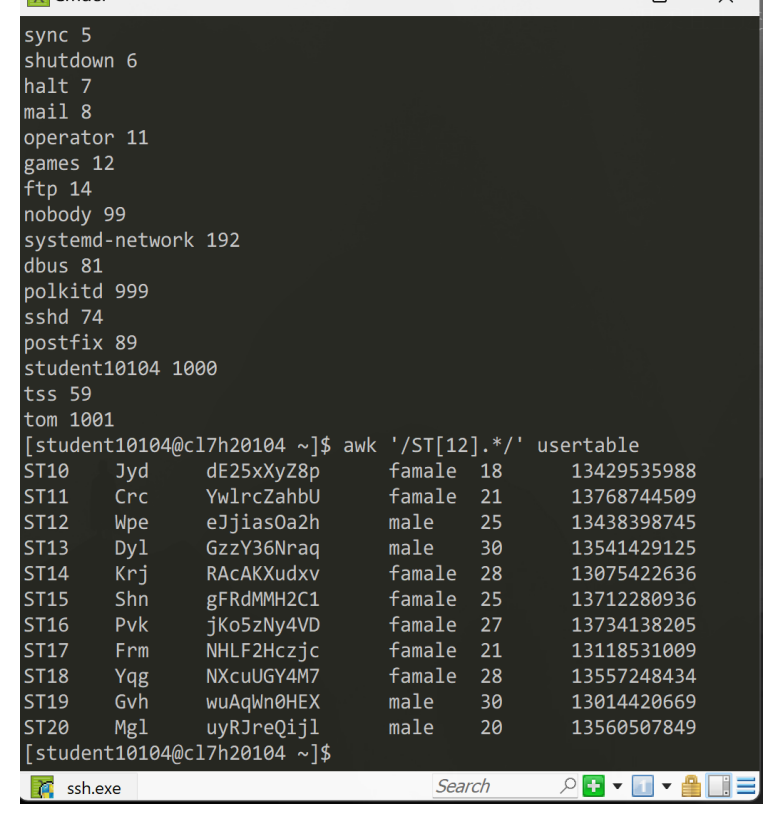 sync 5
shutdown 6
halt 7
mail 8
operator 11
games 12
ftp 14
nobody 99
systemd-network 192
dbus 81
polkitd 999
sshd 74
postfix 89
student10104 1000
tss 59
tom 1001
[student10104@cl7h20104 ~]$ awk '/ST[12].*/' usertable
ST10 Jyd dE25xXyZ8p famale 18 13429535988
ST11 Crc YwlrcZahbU famale 21 13768744509
ST12 Wpe eJjiasOa2h male 25 13438398745
ST13 Dyl GzzY36Nraq male 30 13541429125
ST14 Krj RAcAKXudxv famale 28 13075422636
ST15 Shn gFRdMMH2C1 famale 25 13712280936
ST16 Pvk jKo5zNy4VD famale 27 13734138205
ST17 Frm NHLF2Hczjc famale 21 13118531009
ST18 Yqg NXcuUGY4M7 famale 28 13557248434
ST19 Gvh wuAqWn0HEX male 30 13014420669
ST20 Mgl uyRJreQijl male 20 13560507849
[student10104@cl7h20104 ~]$
ssh.exe Search 1